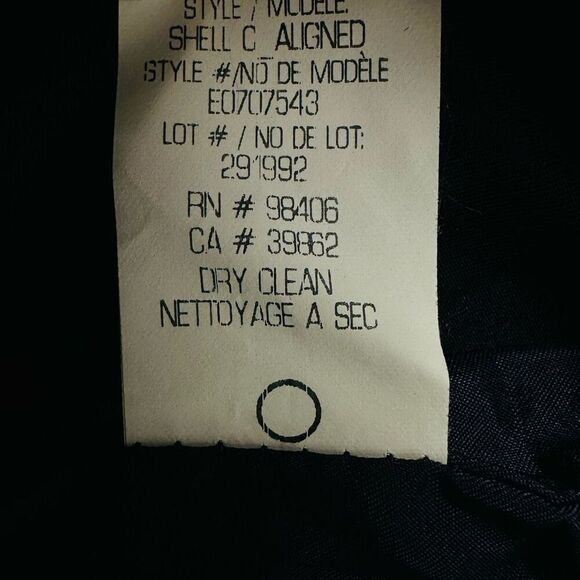 STYLE / MODÈLE:
SHELL C ALIGNED
STYLE #/NO DE MODÈLE
E0707543
LOT # / NO DE LOT:
291992
RN # 98406
CA # 39862
DRY CLEAN
NETTOYAGE A SEC